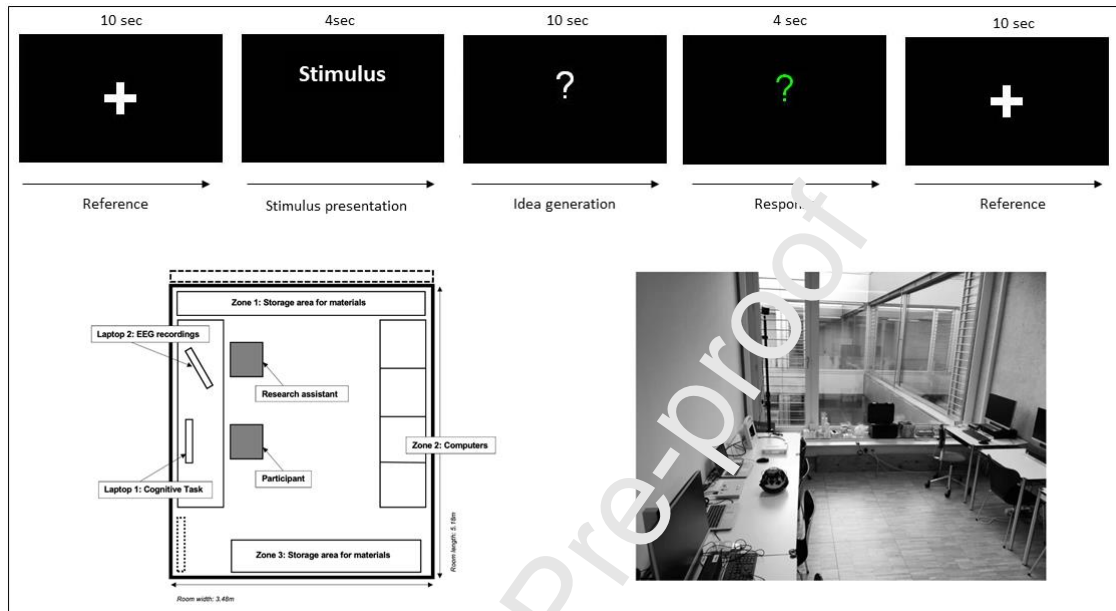 10 sec
4sec
10 sec
4 sec
10 sec
Stimulus
?
?
Reference
Stimulus presentation
Idea generation
Reference
Zone 1: Storage area for materials
Laptop 2: EEG recordings
Research assistant
Zone 2: Computers
Participant
Laptop 1: Cognitive Task
Zone 3: Storage area for materials
Room length: 5.18m
Room width: 3.48m
Pre-proof